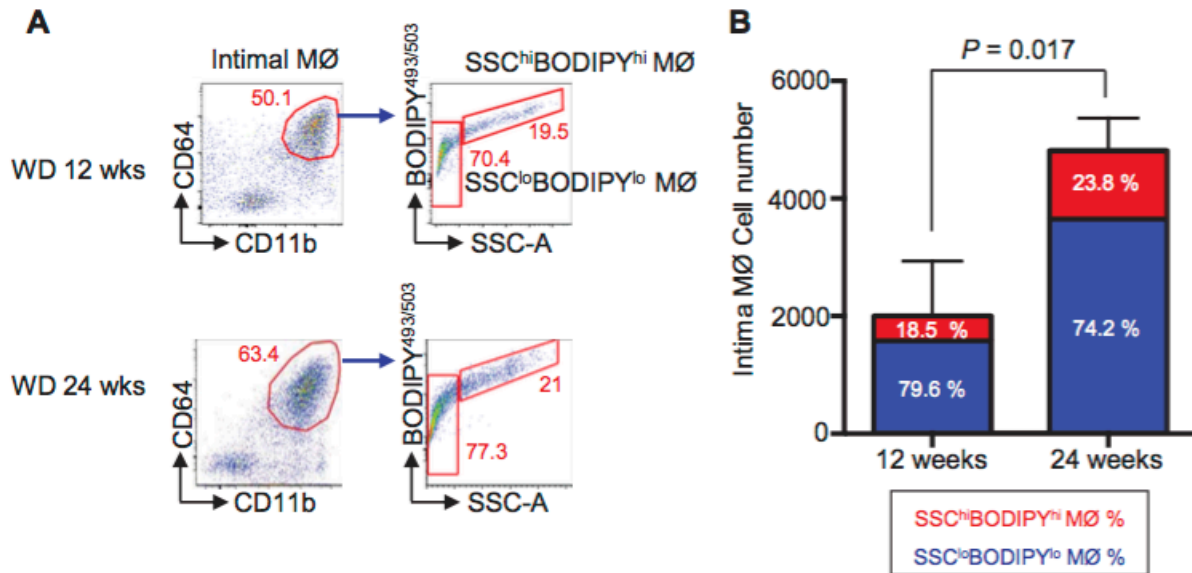 A
Intimal MØ
50.1
CD64
CD11b
WD 12 wks
SSChiBODIPYhi MØ
BODIPY493/503
19.5
70.4
SSCloBODIPYlo MØ
SSC-A
WD 24 wks
63.4
CD64
CD11b
BODIPY493/503
21
77.3
SSC-A
B
P = 0.017
Intima MØ Cell number
6000
4000
2000
0
18.5 %
79.6 %
23.8 %
74.2 %
12 weeks
24 weeks
SSChiBODIPYhi MØ %
SSCloBODIPYlo MØ %